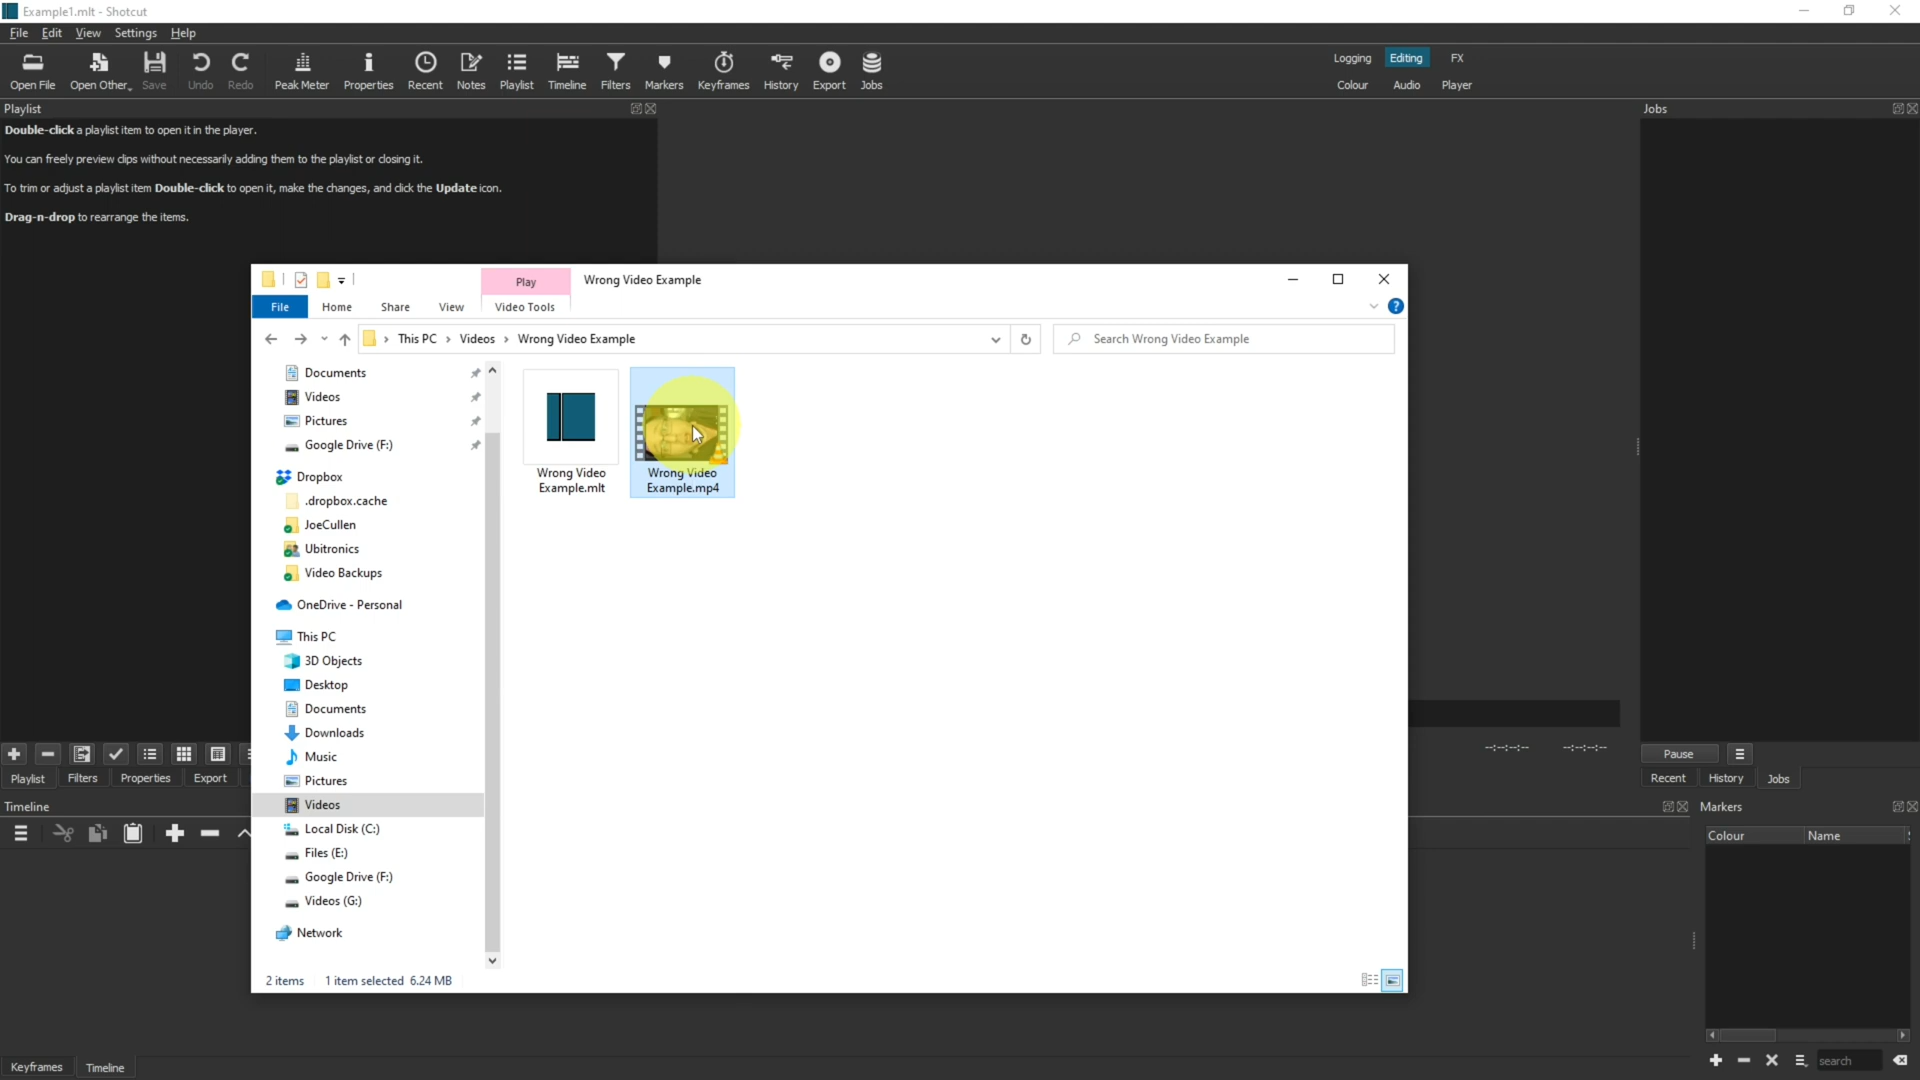 Example1.mlt - Shotcut
File Edit View Settings Help
Open File Open Other Save Undo Redo Peak Meter Properties Recent Notes Playlist Timeline Filters Markers Keyframes History Export Jobs
Logging Editing FX
Colour Audio Player
Playlist
Double-click a playlist item to open it in the player.
You can freely preview clips without necessarily adding them to the playlist or closing it.
To trim or adjust a playlist item Double-click to open it, make the changes, and click the Update icon.
Drag-n-drop to rearrange the items.
Jobs
Play Wrong Video Example
File Home Share View Video Tools
This PC Videos Wrong Video Example
Search Wrong Video Example
Documents
Videos
Pictures
Google Drive (F:)
Dropbox
.dropbox.cache
JoeCullen
Ubitronics
Video Backups
OneDrive - Personal
This PC
3D Objects
Desktop
Documents
Downloads
Music
Pictures
Videos
Local Disk (C:)
Files (E:)
Google Drive (F:)
Videos (G:)
Network
Wrong Video
Example.mlt
Wrong Video
Example.mp4
2 items 1 item selected 6.24 MB
--:--:-- --:--:--
Pause
Playlist Filters Properties Export
Recent History Jobs
Timeline
Markers
Colour Name
search
Keyframes Timeline